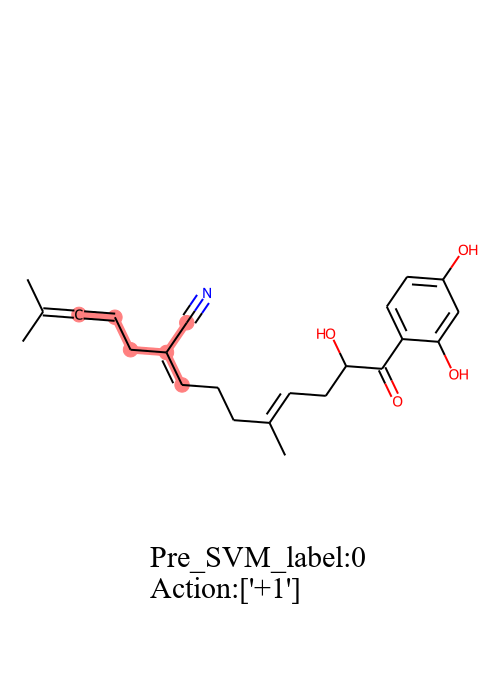 N
OH
C
HO
OH
O
Pre_SVM_label:0
Action:['+1']